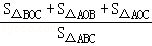 S△BOC + S△AOB + S△AOC
S△ABC